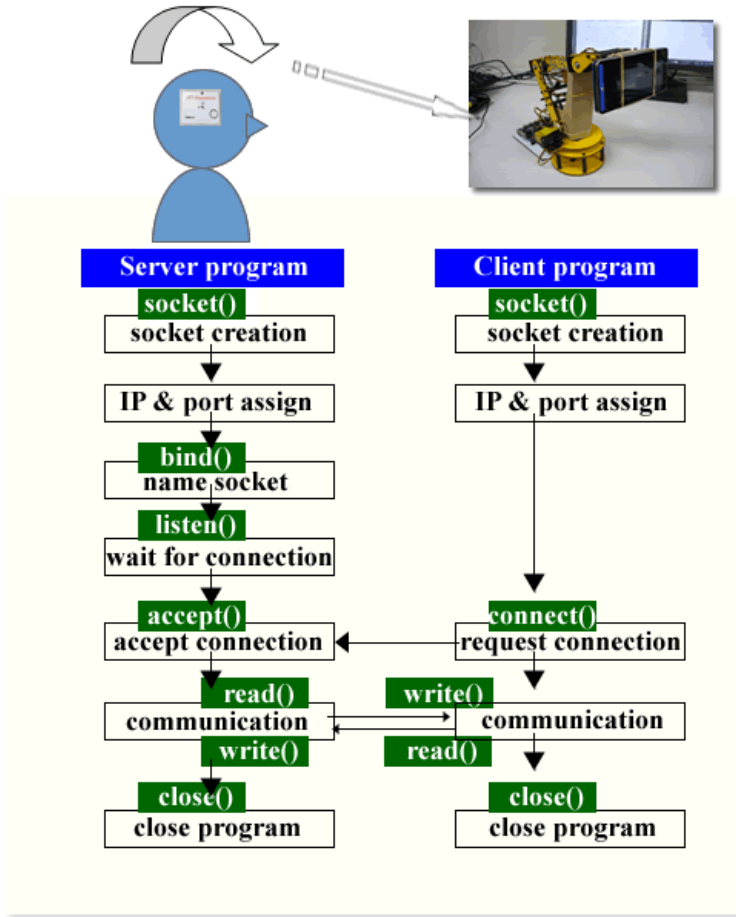 Server program
socket()
socket creation
IP & port assign
bind()
name socket
listen()
wait for connection
accept()
accept connection
read()
communication
write()
close()
close program
Client program
socket()
socket creation
IP & port assign
connect()
request connection
write()
communication
read()
close()
close program